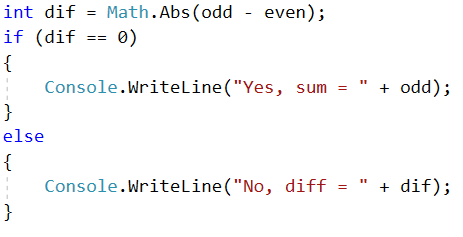 int dif = Math.Abs(odd - even);
if (dif == 0)
{
    Console.WriteLine("Yes, sum = " + odd);
}
else
{
    Console.WriteLine("No, diff = " + dif);
}